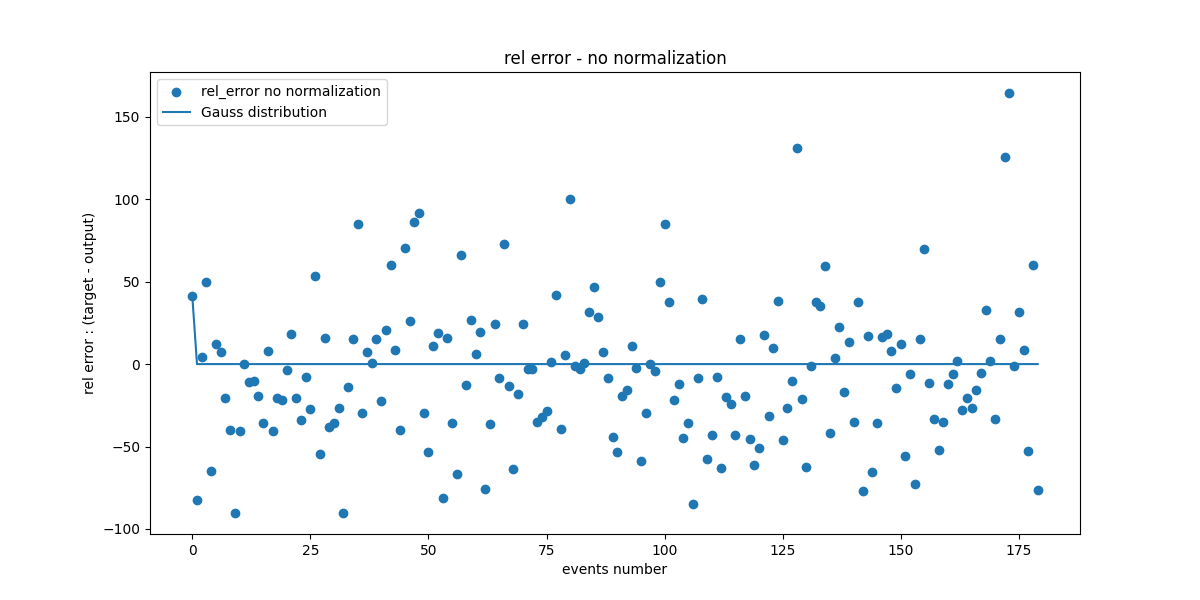 rel error - no normalization
rel_error no normalization
Gauss distribution
rel error : (target - output)
150
100
50
0
−50
−100
0 25 50 75 100 125 150 175
events number